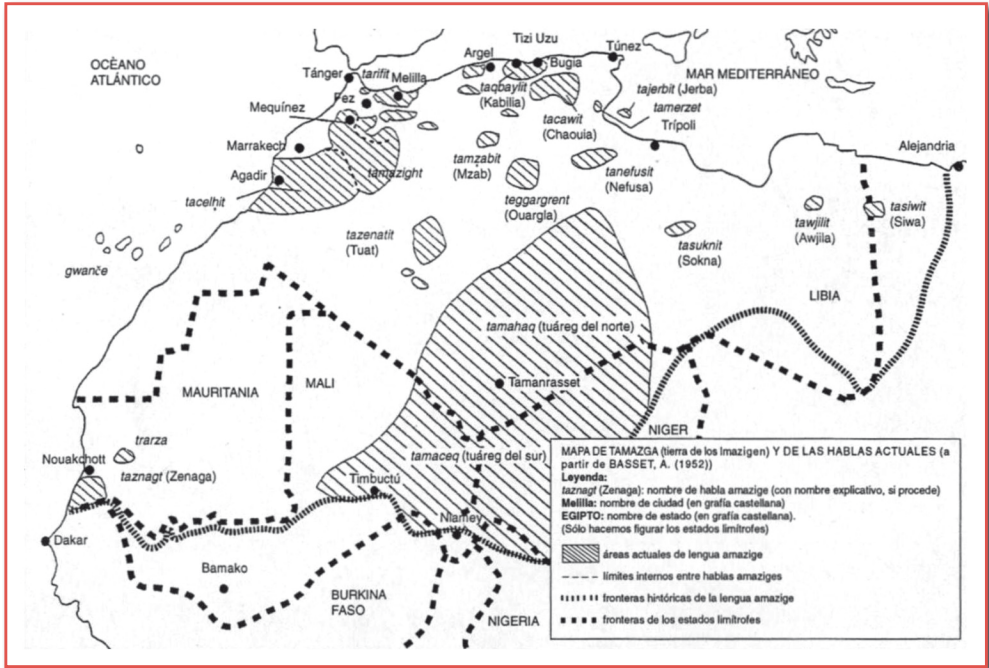 OCÈANO
ATLÁNTICO
Tánger
tarifit
Melilla
Argel
Tizi Uzu
Bugia
Túnez
MAR MEDITERRÁNEO
taqbaylit
(Kabilia)
tajerbit (Jerba)
tamerzet
Trípoli
Fez
Mequínez
tacawit
(Chaouia)
Marrakech
Alejandria
tamazight
tamzabit
(Mzab)
tanefusit
(Nefusa)
Agadir
tacelḥit
teggargrent
(Ouargla)
tawjilit
(Awjila)
tasiwit
(Siwa)
tazenatit
(Tuat)
tasuknit
(Sokna)
gwanče
LIBIA
tamahaq (tuáreg del norte)
MAURITANIA
MALI
Tamanrasset
NIGER
trarza
Nouakchott
taznagt (Zenaga)
tamaceq (tuáreg del sur)
Timbuctú
Niamey
Dakar
Bamako
BURKINA
FASO
NIGERIA
MAPA DE TAMAZGA (tierra de los Imazigen) Y DE LAS HABLAS ACTUALES (a
partir de BASSET, A. (1952))
Leyenda:
taznagt (Zenaga): nombre de habla amazige (con nombre explicativo, si procede)
Melilla: nombre de ciudad (en grafía castellana)
EGIPTO: nombre de estado (en grafía castellana).
(Sólo hacemos figurar los estados limítrofes)
áreas actuales de lengua amazige
límites internos entre hablas amaziges
fronteras hintóricas de la lengua amazige
fronteras de los estados limítrofes